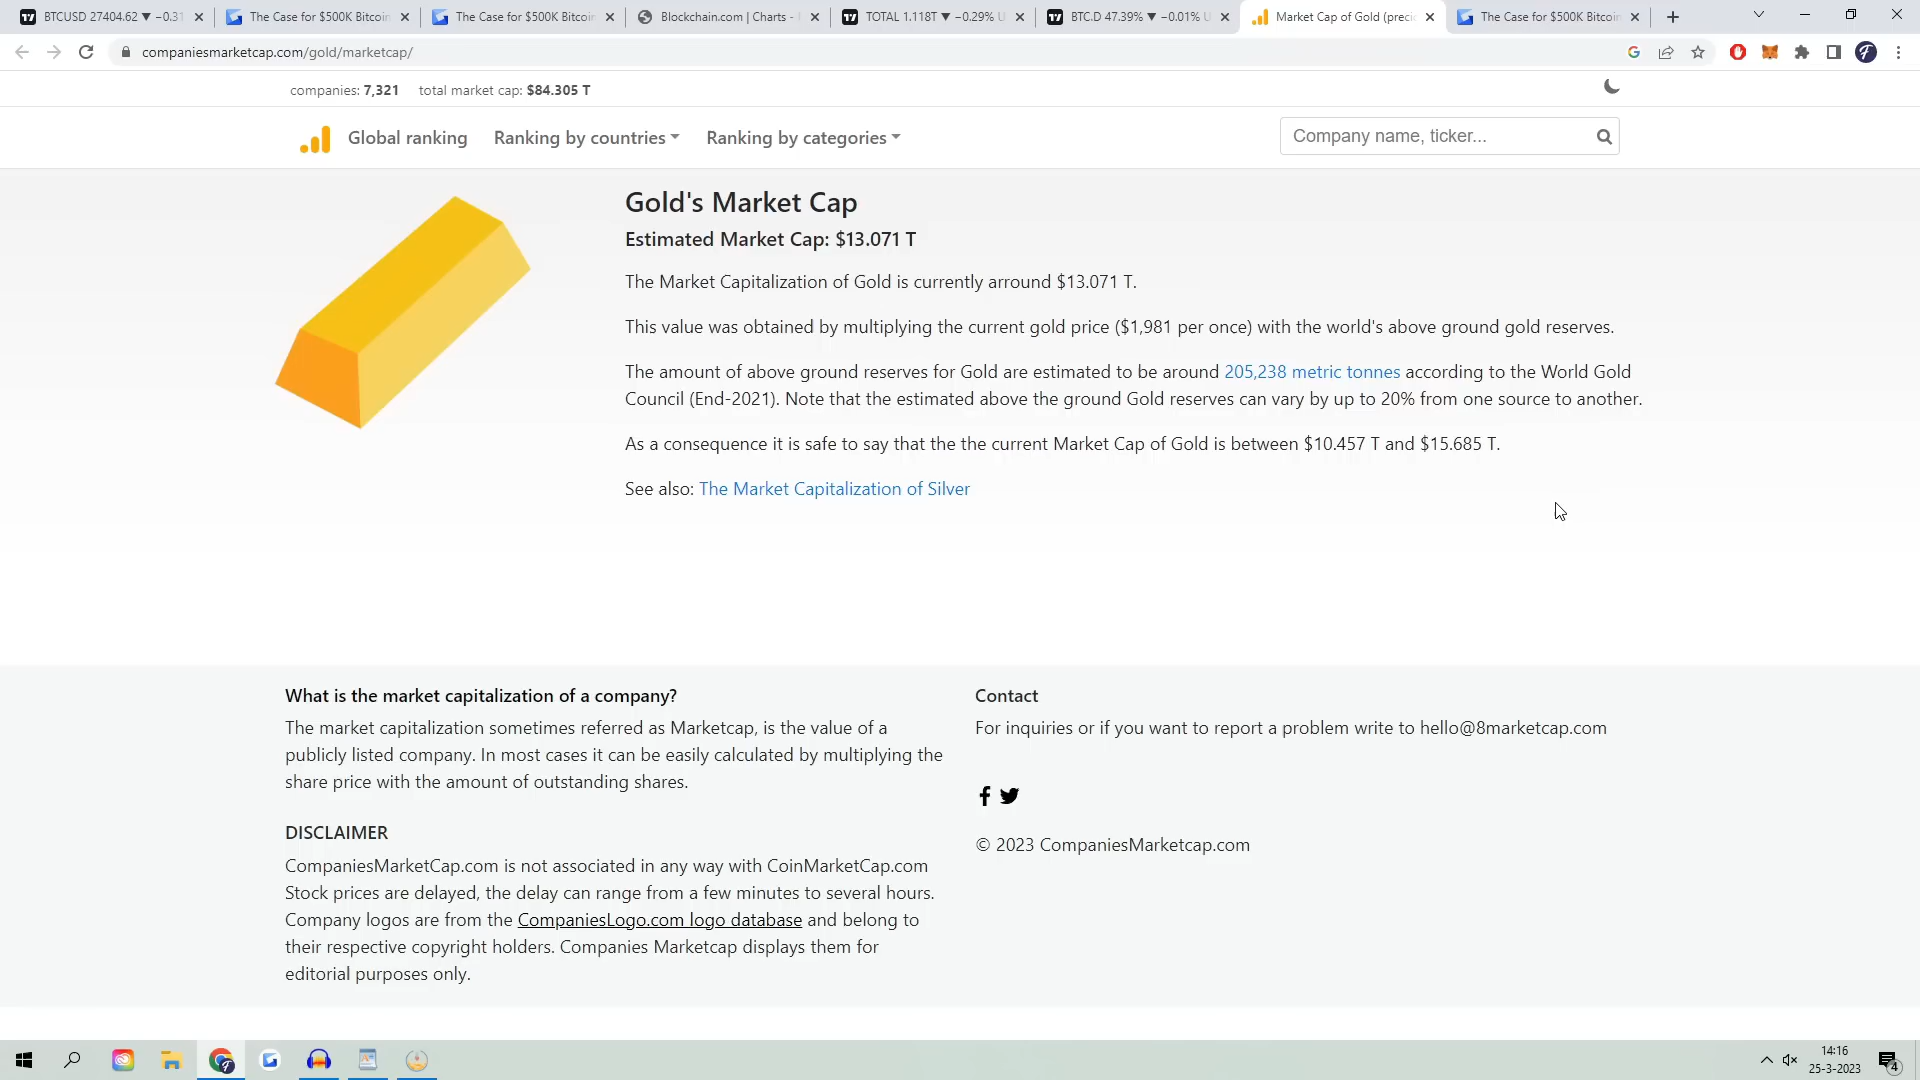 BTCUSD 27404.62 ▼ −0.31
The Case for $500K Bitcoin
The Case for $500K Bitcoin
Blockchain.com | Charts -
TOTAL 1.118T ▼ −0.29% U
BTC.D 47.39% ▼ −0.01% U
Market Cap of Gold (precio
The Case for $500K Bitcoin
companiesmarketcap.com/gold/marketcap/
companies: 7,321 total market cap: $84.305 T
Global ranking Ranking by countries Ranking by categories
Company name, ticker...
Gold's Market Cap
Estimated Market Cap: $13.071 T
The Market Capitalization of Gold is currently arround $13.071 T.
This value was obtained by multiplying the current gold price ($1,981 per once) with the world's above ground gold reserves.
The amount of above ground reserves for Gold are estimated to be around 205,238 metric tonnes according to the World Gold
Council (End-2021). Note that the estimated above the ground Gold reserves can vary by up to 20% from one source to another.
As a consequence it is safe to say that the the current Market Cap of Gold is between $10.457 T and $15.685 T.
See also: The Market Capitalization of Silver
What is the market capitalization of a company?
The market capitalization sometimes referred as Marketcap, is the value of a
publicly listed company. In most cases it can be easily calculated by multiplying the
share price with the amount of outstanding shares.
DISCLAIMER
CompaniesMarketCap.com is not associated in any way with CoinMarketCap.com
Stock prices are delayed, the delay can range from a few minutes to several hours.
Company logos are from the CompaniesLogo.com logo database and belong to
their respective copyright holders. Companies Marketcap displays them for
editorial purposes only.
Contact
For inquiries or if you want to report a problem write to hello@8marketcap.com
© 2023 CompaniesMarketcap.com
14:16
25-3-2023
4